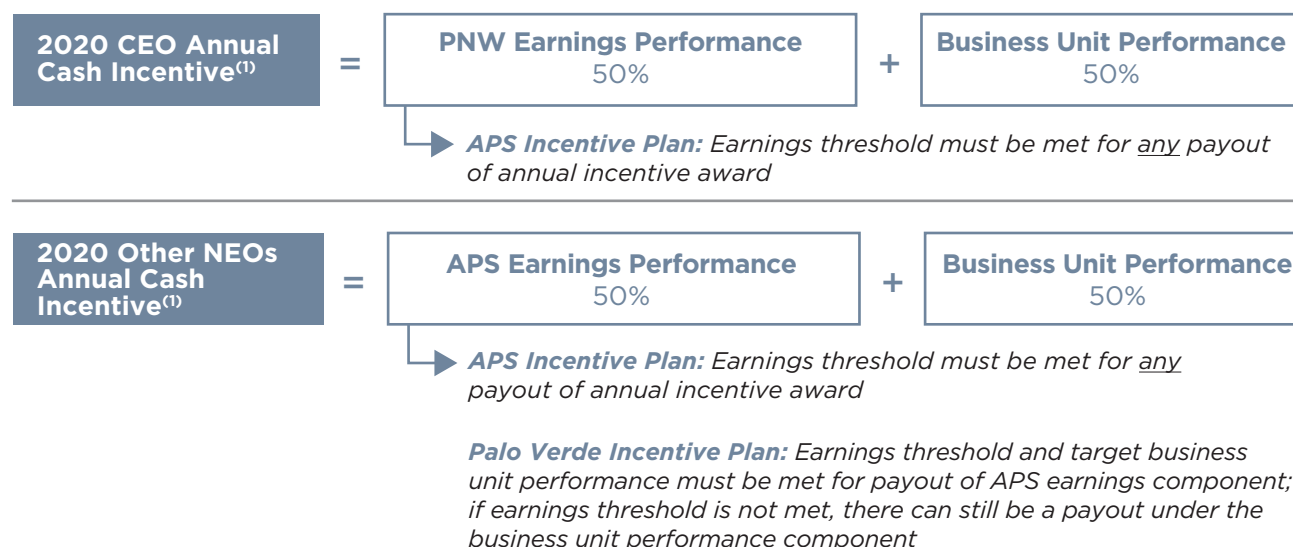 2020 CEO Annual
Cash Incentive(1)
=
PNW Earnings Performance
50%
+
Business Unit Performance
50%
APS Incentive Plan: Earnings threshold must be met for any payout
of annual incentive award
2020 Other NEOs
Annual Cash
Incentive(1)
=
APS Earnings Performance
50%
+
Business Unit Performance
50%
APS Incentive Plan: Earnings threshold must be met for any
payout of annual incentive award
Palo Verde Incentive Plan: Earnings threshold and target business
unit performance must be met for payout of APS earnings component;
if earnings threshold is not met, there can still be a payout under the
business unit performance component